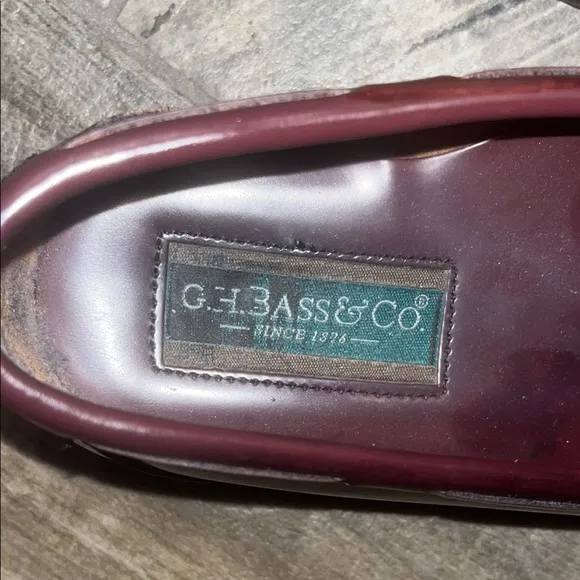 G.H.BASS & CO.®
— SINCE 1876 —